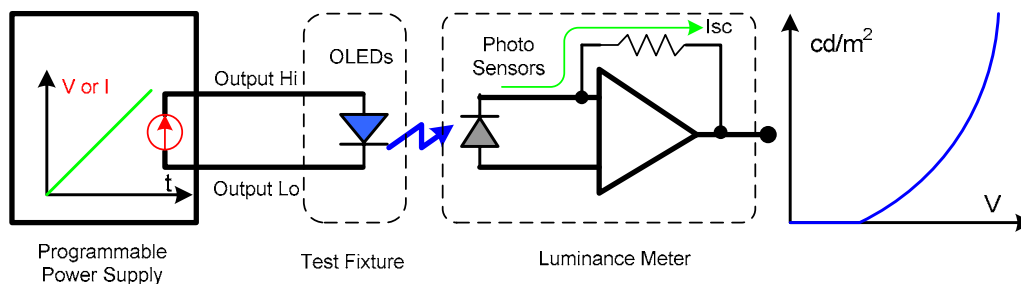 V or I
t
Output Hi
Output Lo
Programmable
Power Supply
OLEDs
Test Fixture
Photo
Sensors
Isc
Luminance Meter
cd/m²
V